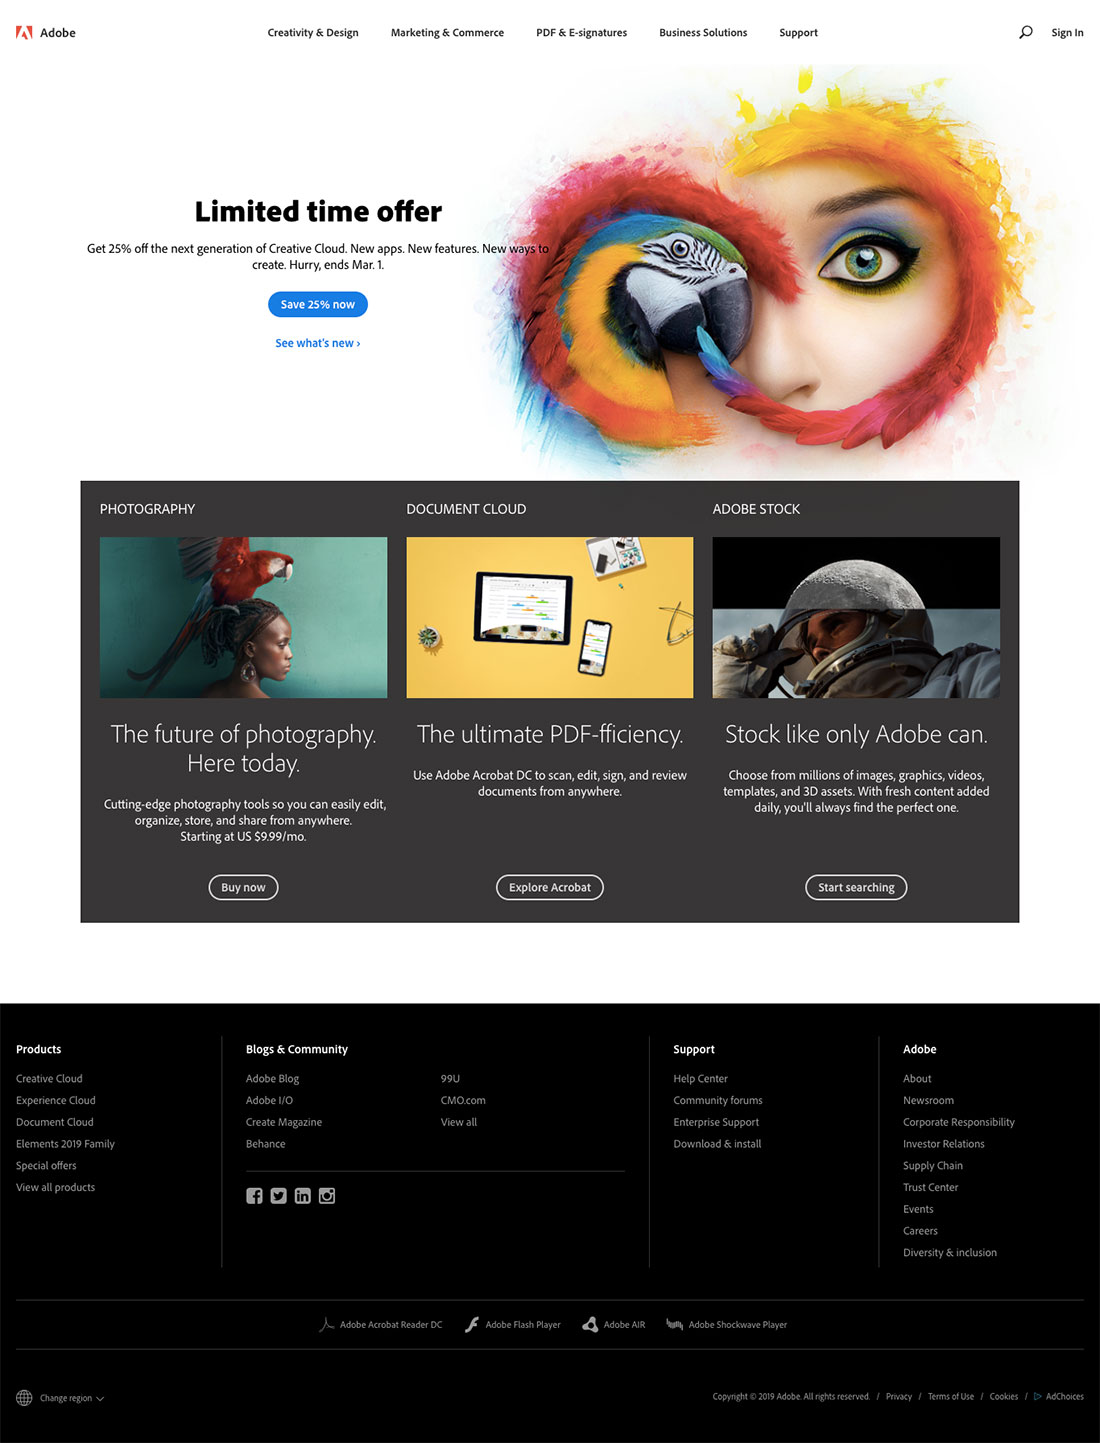 Adobe
Creativity & Design
Marketing & Commerce
PDF & E-signatures
Business Solutions
Support
Sign In
Limited time offer
Get 25% off the next generation of Creative Cloud. New apps. New features. New ways to
create. Hurry, ends Mar. 1.
Save 25% now
See what's new ›
PHOTOGRAPHY
The future of photography.
Here today.
Cutting-edge photography tools so you can easily edit,
organize, store, and share from anywhere.
Starting at US $9.99/mo.
Buy now
DOCUMENT CLOUD
The ultimate PDF-fficiency.
Use Adobe Acrobat DC to scan, edit, sign, and review
documents from anywhere.
Explore Acrobat
ADOBE STOCK
Stock like only Adobe can.
Choose from millions of images, graphics, videos,
templates, and 3D assets. With fresh content added
daily, you'll always find the perfect one.
Start searching
Products
Creative Cloud
Experience Cloud
Document Cloud
Elements 2019 Family
Special offers
View all products
Blogs & Community
Adobe Blog
Adobe I/O
Create Magazine
Behance
99U
CMO.com
View all
Support
Help Center
Community forums
Enterprise Support
Download & install
Adobe
About
Newsroom
Corporate Responsibility
Investor Relations
Supply Chain
Trust Center
Events
Careers
Diversity & inclusion
Adobe Acrobat Reader DC
Adobe Flash Player
Adobe AIR
Adobe Shockwave Player
Change region
Copyright © 2019 Adobe. All rights reserved. / Privacy / Terms of Use / Cookies / AdChoices